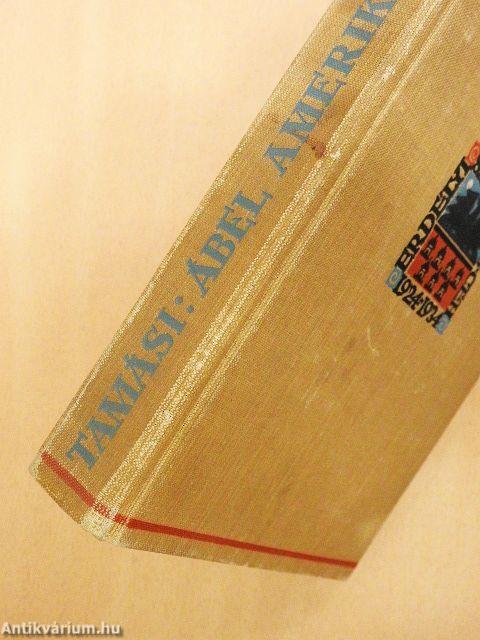 TAMÁSI: ÁBEL AMERIK
ERDÉLYI
1924-1934
Antikvárium.hu